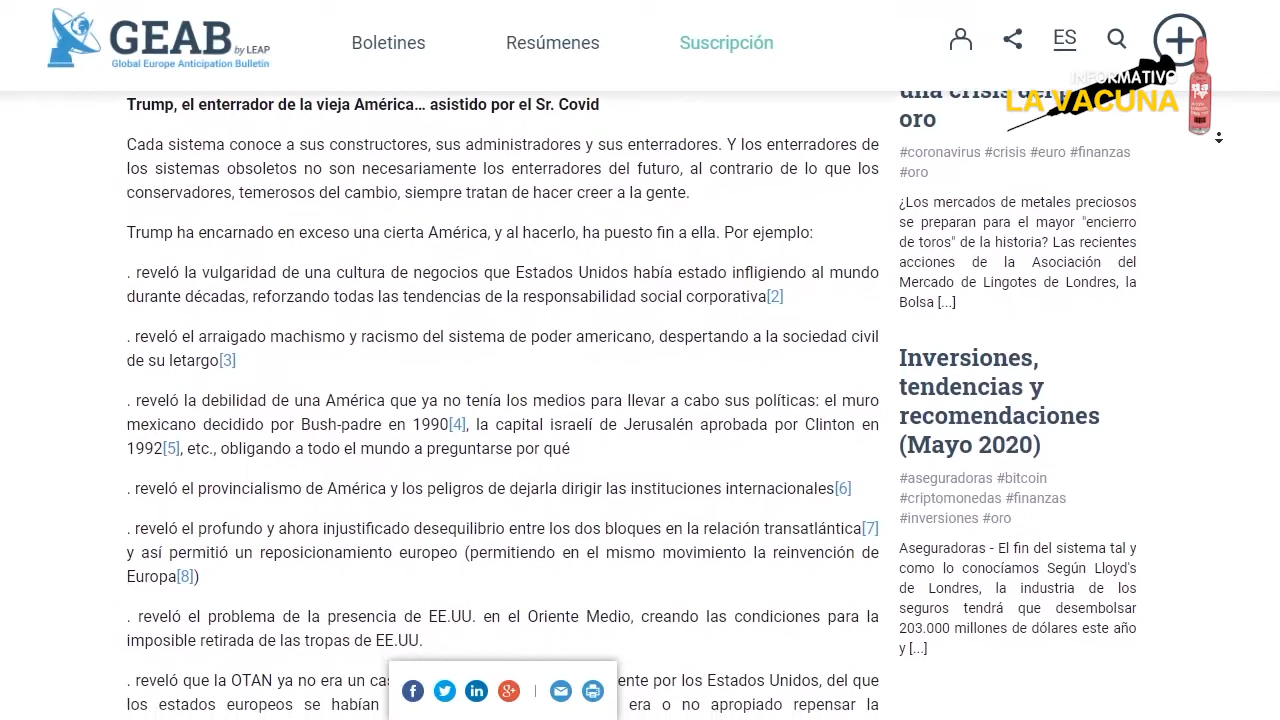 GEAB by LEAP
Global Europe Anticipation Bulletin
Boletines
Resúmenes
Suscripción
ES
INFORMATIVO
LA VACUNA
Trump, el enterrador de la vieja América… asistido por el Sr. Covid
Cada sistema conoce a sus constructores, sus administradores y sus enterradores. Y los enterradores de
los sistemas obsoletos no son necesariamente los enterradores del futuro, al contrario de lo que los
conservadores, temerosos del cambio, siempre tratan de hacer creer a la gente.
Trump ha encarnado en exceso una cierta América, y al hacerlo, ha puesto fin a ella. Por ejemplo:
. reveló la vulgaridad de una cultura de negocios que Estados Unidos había estado infligiendo al mundo
durante décadas, reforzando todas las tendencias de la responsabilidad social corporativa[2]
. reveló el arraigado machismo y racismo del sistema de poder americano, despertando a la sociedad civil
de su letargo[3]
. reveló la debilidad de una América que ya no tenía los medios para llevar a cabo sus políticas: el muro
mexicano decidido por Bush-padre en 1990[4], la capital israelí de Jerusalén aprobada por Clinton en
1992[5], etc., obligando a todo el mundo a preguntarse por qué
. reveló el provincialismo de América y los peligros de dejarla dirigir las instituciones internacionales[6]
. reveló el profundo y ahora injustificado desequilibrio entre los dos bloques en la relación transatlántica[7]
y así permitió un reposicionamiento europeo (permitiendo en el mismo movimiento la reinvención de
Europa[8])
. reveló el problema de la presencia de EE.UU. en el Oriente Medio, creando las condiciones para la
imposible retirada de las tropas de EE.UU.
. reveló que la OTAN ya no era un por los Estados Unidos, del que
los estados europeos se habían era o no apropiado repensar la
una crisis del
oro
#coronavirus #crisis #euro #finanzas
#oro
¿Los mercados de metales preciosos
se preparan para el mayor "encierro
de toros" de la historia? Las recientes
acciones de la Asociación del
Mercado de Lingotes de Londres, la
Bolsa [...]
Inversiones,
tendencias y
recomendaciones
(Mayo 2020)
#aseguradoras #bitcoin
#criptomonedas #finanzas
#inversiones #oro
Aseguradoras - El fin del sistema tal y
como lo conocíamos Según Lloyd's
de Londres, la industria de los
seguros tendrá que desembolsar
203.000 millones de dólares este año
y [...]